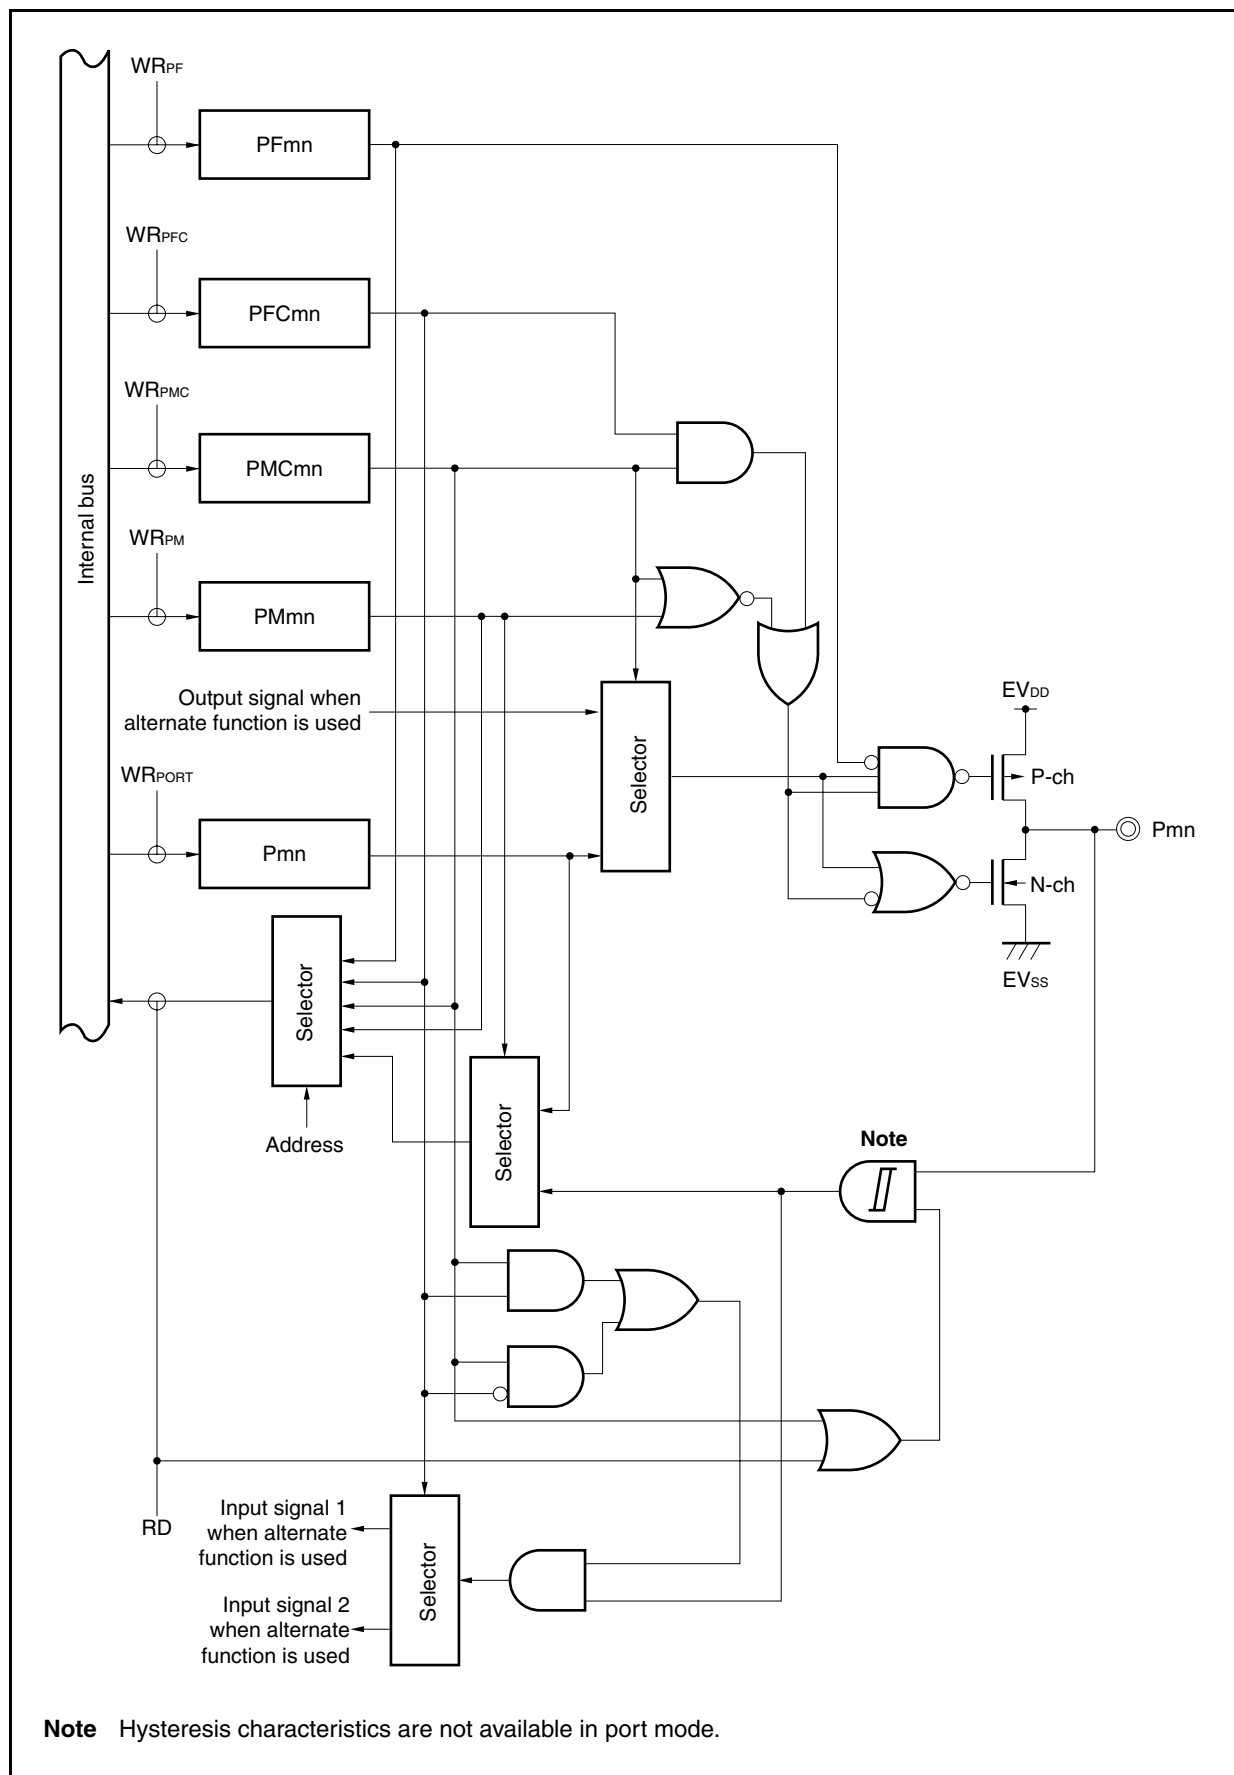 WRPF
PFmn
WRPFC
PFCmn
WRPMC
PMCmn
Internal bus
WRPM
PMmn
Output signal when
alternate function is used
Selector
EVDD
P-ch
WRPORT
Pmn
Pmn
N-ch
EVSS
Selector
Address
Selector
Note
RD
Input signal 1
when alternate
function is used
Selector
Input signal 2
when alternate
function is used
Note Hysteresis characteristics are not available in port mode.